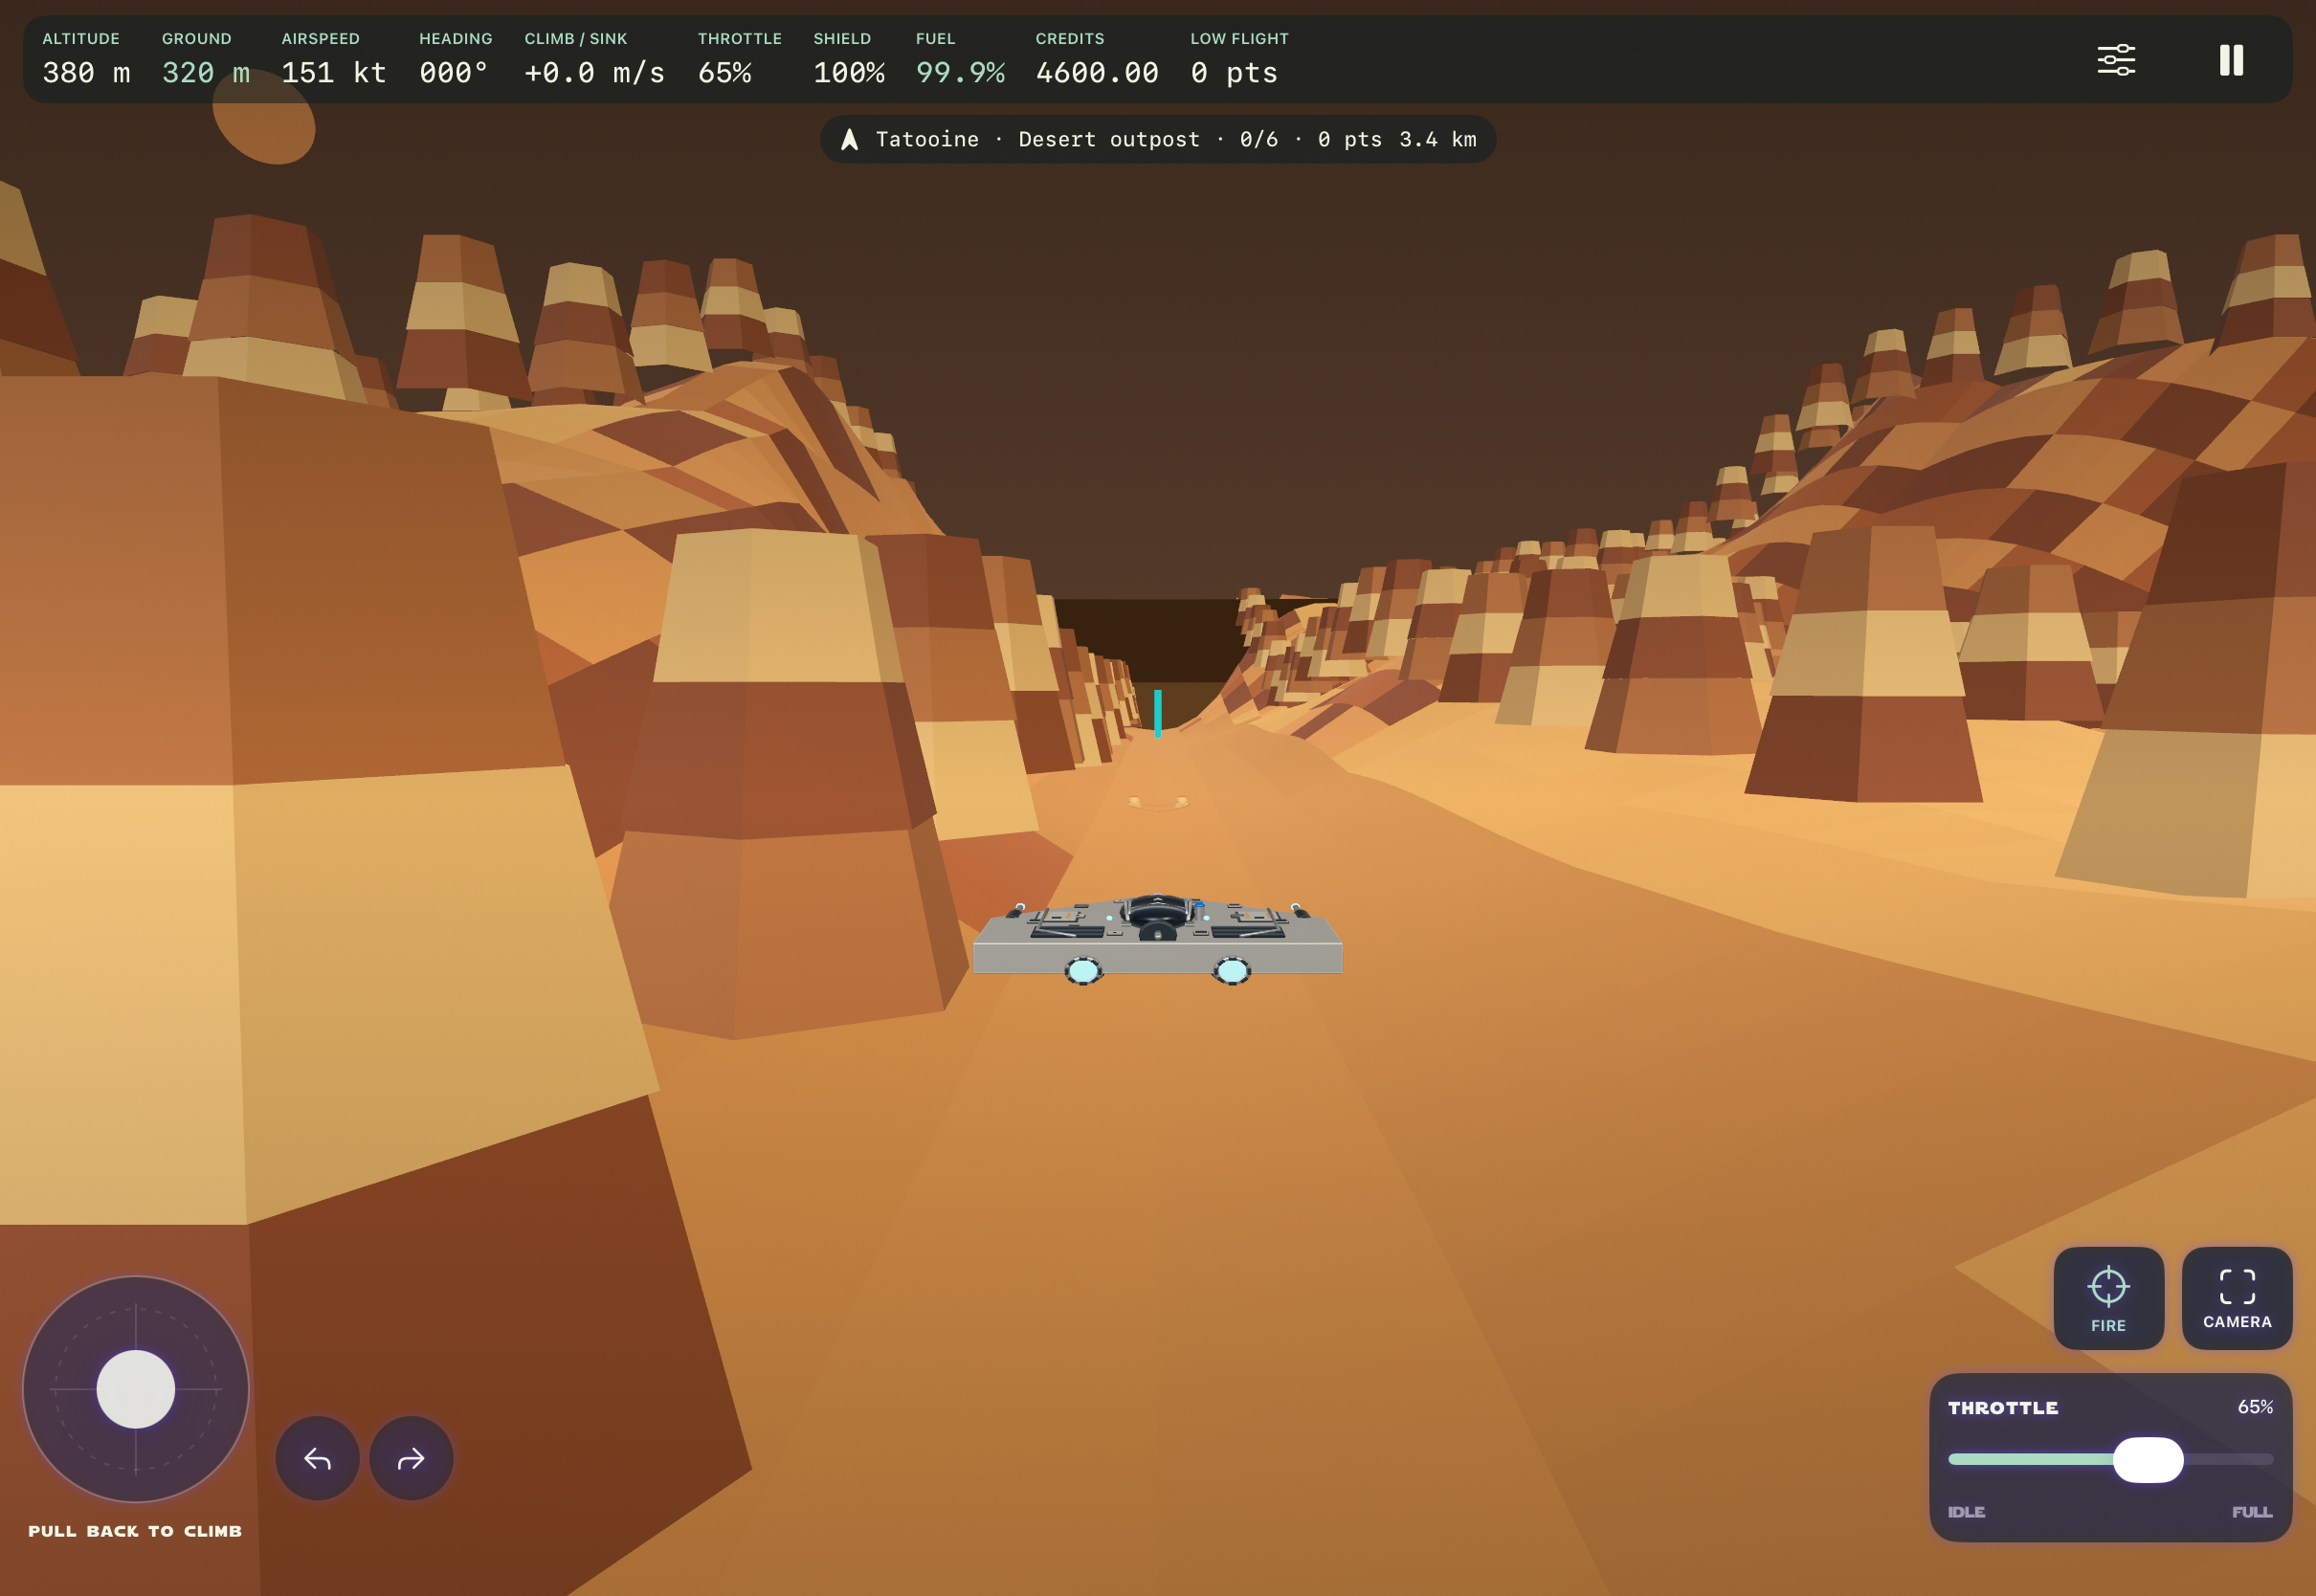 ALTITUDE GROUND AIRSPEED HEADING CLIMB / SINK THROTTLE SHIELD FUEL CREDITS LOW FLIGHT
380 m 320 m 151 kt 000° +0.0 m/s 65% 100% 99.9% 4600.00 0 pts
Tatooine · Desert outpost · 0/6 · 0 pts 3.4 km
FIRE CAMERA
THROTTLE 65%
IDLE FULL
PULL BACK TO CLIMB